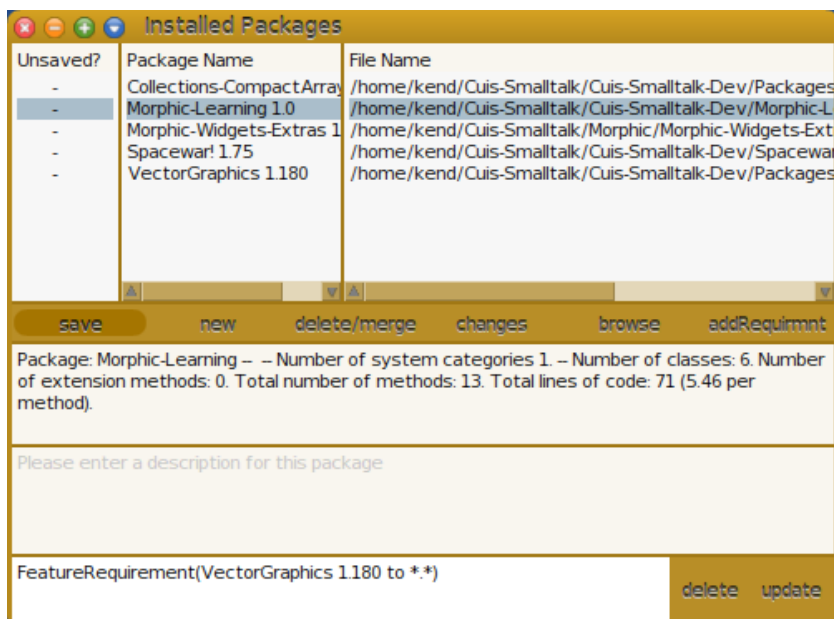 Installed Packages
Unsaved? Package Name File Name
- Collections-CompactArray /home/kend/Cuis-Smalltalk/Cuis-Smalltalk-Dev/Packages
- Morphic-Learning 1.0 /home/kend/Cuis-Smalltalk/Cuis-Smalltalk-Dev/Morphic-L
- Morphic-Widgets-Extras 1 /home/kend/Cuis-Smalltalk/Morphic/Morphic-Widgets-Ext
- Spacewar! 1.75 /home/kend/Cuis-Smalltalk/Cuis-Smalltalk-Dev/Spacewar
- VectorGraphics 1.180 /home/kend/Cuis-Smalltalk/Cuis-Smalltalk-Dev/Packages
save new delete/merge changes browse addRequirmnt
Package: Morphic-Learning -- -- Number of system categories 1. -- Number of classes: 6. Number
of extension methods: 0. Total number of methods: 13. Total lines of code: 71 (5.46 per
method).
Please enter a description for this package
FeatureRequirement(VectorGraphics 1.180 to *.*)
delete update